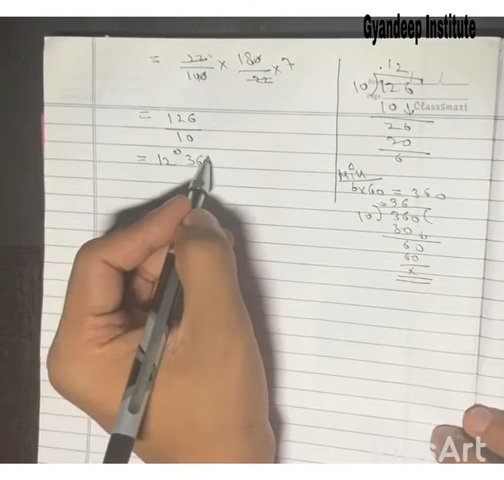 Gyandeep Institute
= 22/100 × 180/22 × 7
= 126/10
= 12° 36'
.12
10) 126
10↓
ClassSmart
26
20
6
Min
6×60 = 360
= 36
10) 360 (
30↓
60
60
×
Art